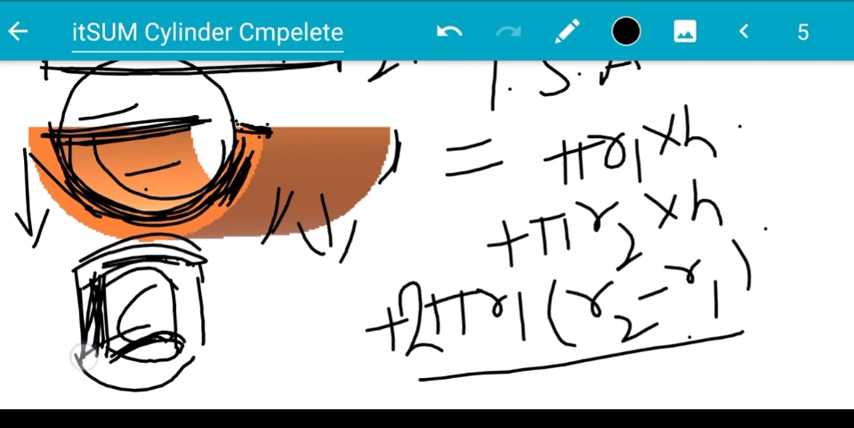 itSUM Cylinder Cmpelete
5
T.S.A
= πr₁×h
+πr₂×h
+2πr₁(r₂-r₁)